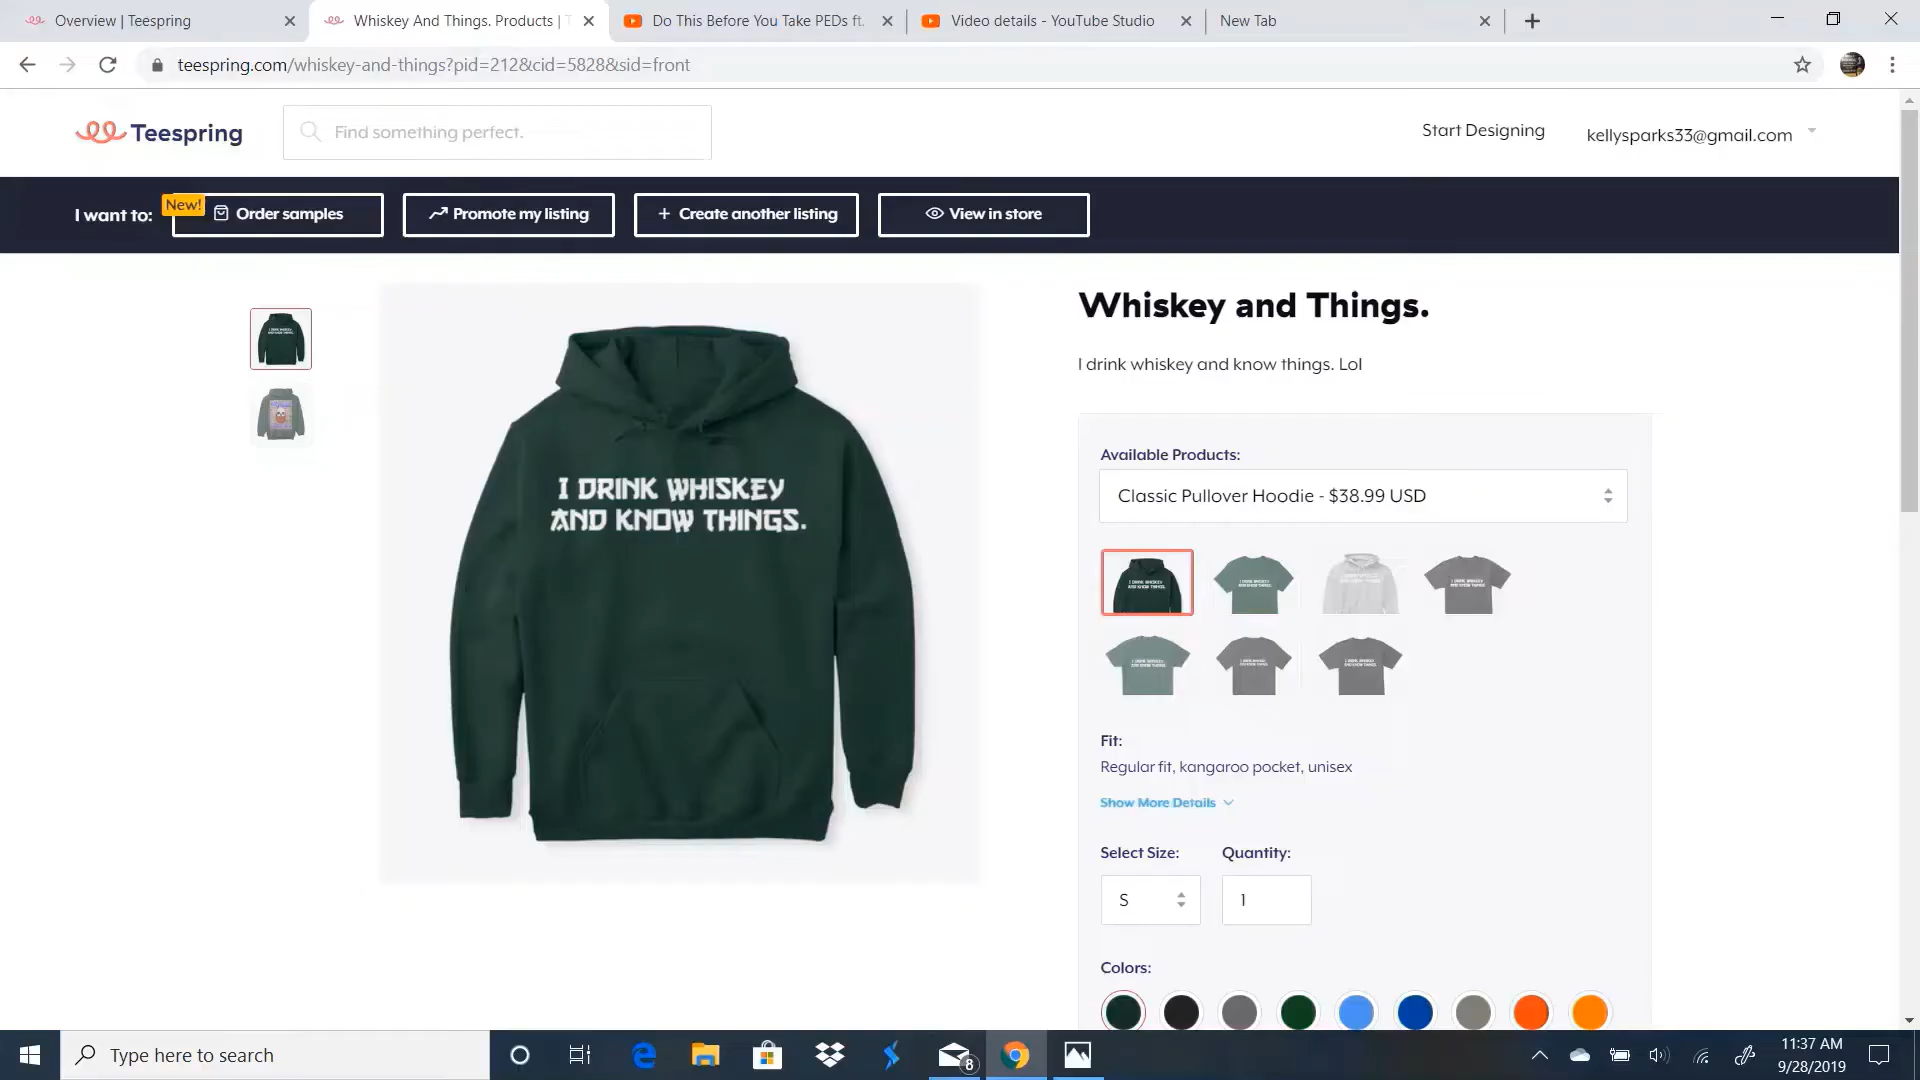 Overview | Teespring
Whiskey And Things. Products | T
Do This Before You Take PEDs ft.
Video details - YouTube Studio
New Tab
teespring.com/whiskey-and-things?pid=212&cid=5828&sid=front
Teespring
Find something perfect.
Start Designing
kellysparks33@gmail.com
I want to:
New!
Order samples
Promote my listing
+ Create another listing
View in store
Whiskey and Things.
I drink whiskey and know things. Lol
I DRINK WHISKEY
AND KNOW THINGS.
Available Products:
Classic Pullover Hoodie - $38.99 USD
Fit:
Regular fit, kangaroo pocket, unisex
Show More Details
Select Size:
Quantity:
S
1
Colors:
Type here to search
8
11:37 AM
9/28/2019